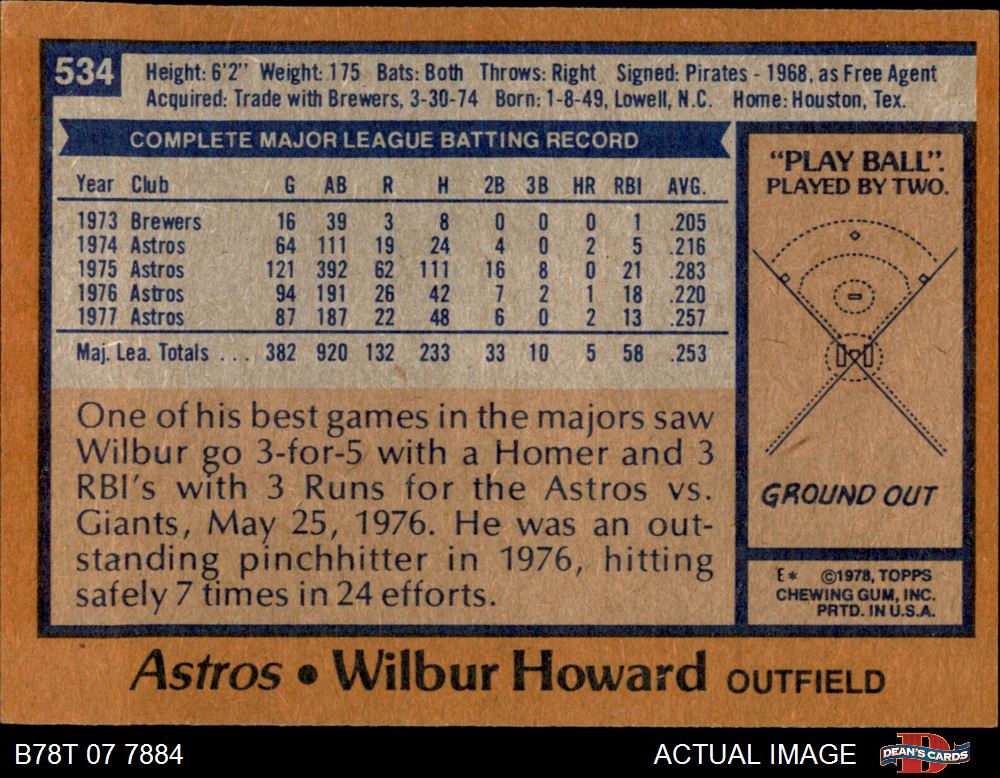 534
Height: 6'2" Weight: 175 Bats: Both Throws: Right Signed: Pirates - 1968, as Free Agent
Acquired: Trade with Brewers, 3-30-74 Born: 1-8-49, Lowell, N.C. Home: Houston, Tex.
COMPLETE MAJOR LEAGUE BATTING RECORD
Year Club G AB R H 2B 3B HR RBI AVG.
1973 Brewers 16 39 3 8 0 0 0 1 .205
1974 Astros 64 111 19 24 4 0 2 5 .216
1975 Astros 121 392 62 111 16 8 0 21 .283
1976 Astros 94 191 26 42 7 2 1 18 .220
1977 Astros 87 187 22 48 6 0 2 13 .257
Maj. Lea. Totals ... 382 920 132 233 33 10 5 58 .253
One of his best games in the majors saw
Wilbur go 3-for-5 with a Homer and 3
RBI's with 3 Runs for the Astros vs.
Giants, May 25, 1976. He was an out-
standing pinchhitter in 1976, hitting
safely 7 times in 24 efforts.
"PLAY BALL".
PLAYED BY TWO.
GROUND OUT
E* ©1978, TOPPS
CHEWING GUM, INC.
PRTD. IN U.S.A.
Astros • Wilbur Howard OUTFIELD
B78T 07 7884
ACTUAL IMAGE
D
DEAN'S CARDS